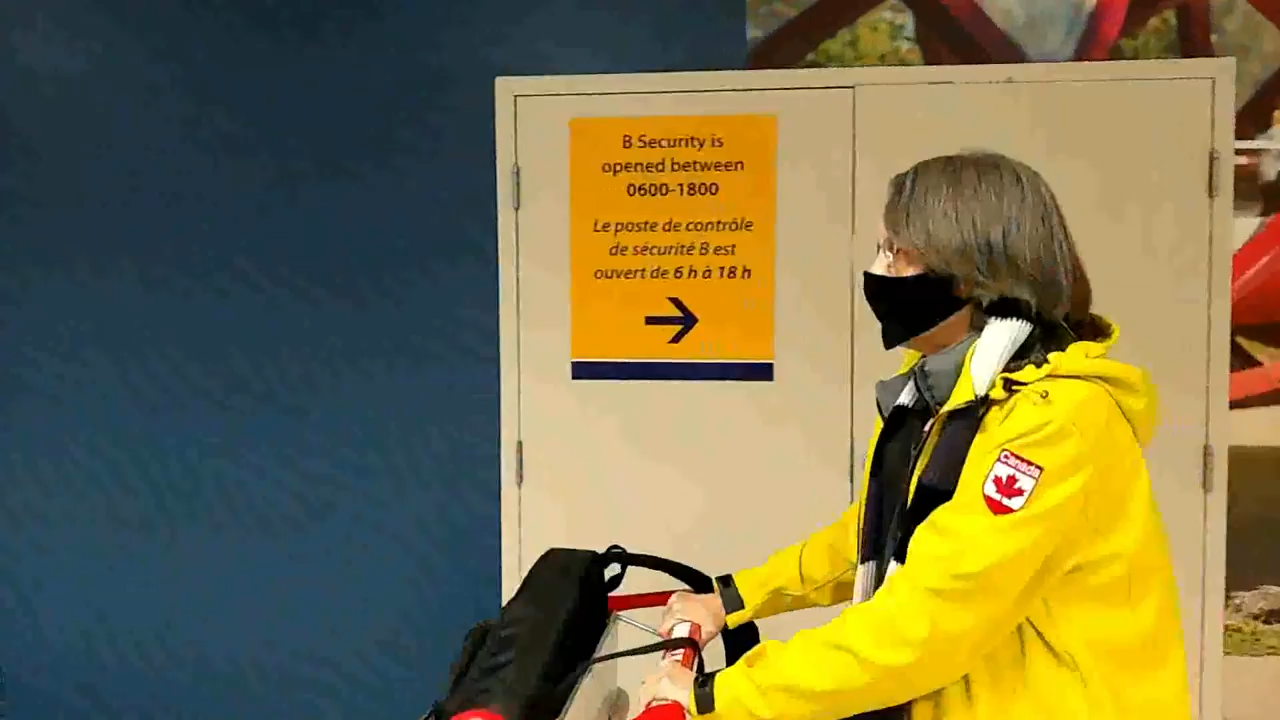 B Security is
opened between
0600-1800
Le poste de contrôle
de sécurité B est
ouvert de 6 h à 18 h
Canada